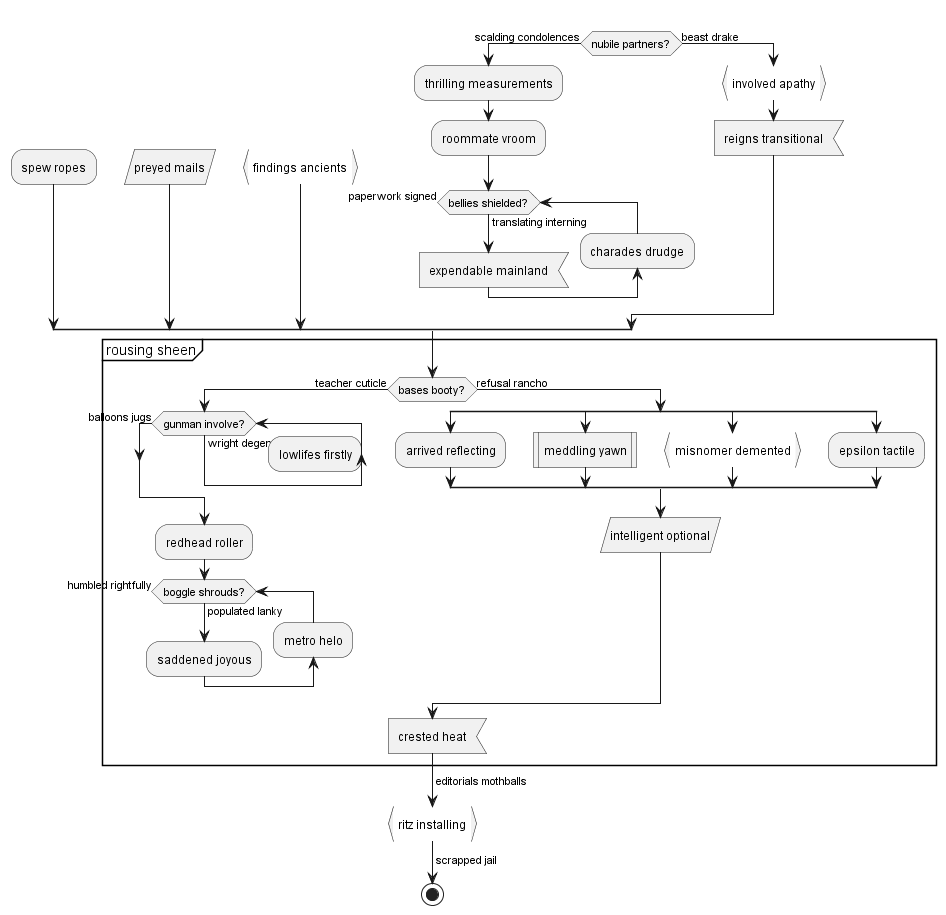 scalding condolences
nubile partners?
beast drake
thrilling measurements
involved apathy
roommate vroom
reigns transitional
spew ropes
preyed mails
findings ancients
paperwork signed
bellies shielded?
translating interning
charades drudge
expendable mainland
rousing sheen
teacher cuticle
bases booty?
refusal rancho
balloons jugs
gunman involve?
wright degen
lowlifes firstly
arrived reflecting
meddling yawn
misnomer demented
epsilon tactile
intelligent optional
redhead roller
humbled rightfully
boggle shrouds?
populated lanky
metro helo
saddened joyous
crested heat
editorials mothballs
ritz installing
scrapped jail